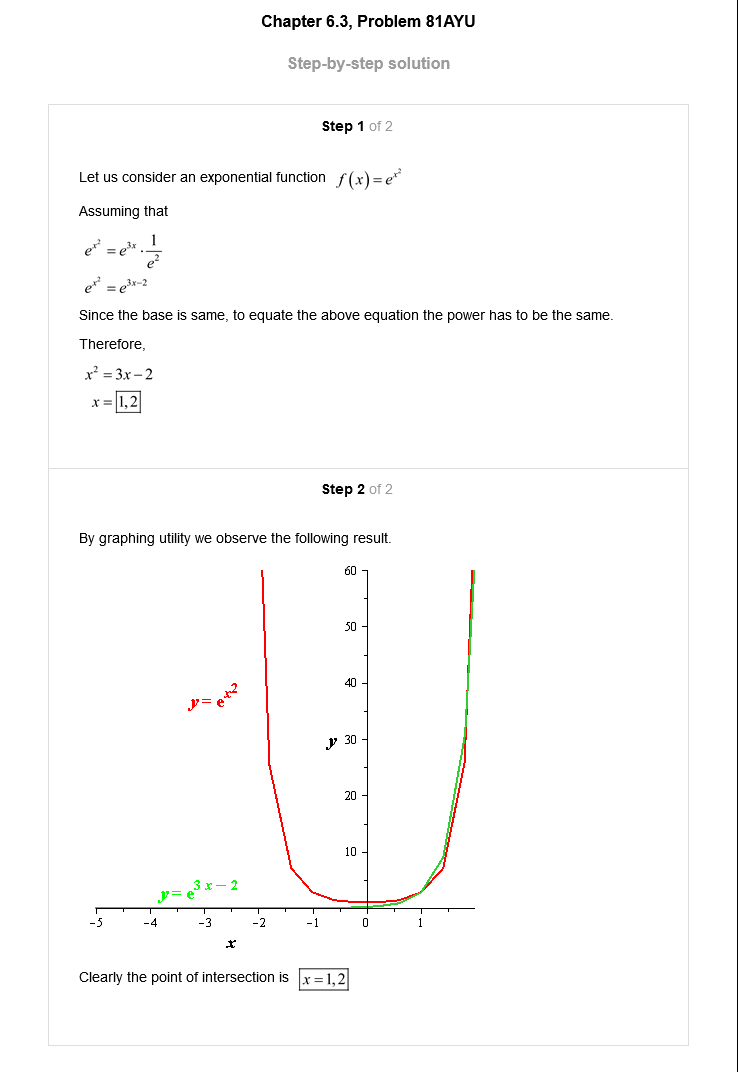 Chapter 6.3, Problem 81AYU
Step-by-step solution
Step 1 of 2
Let us consider an exponential function f(x) = e^{x^2}
Assuming that
e^{x^2} = e^{3x} · \frac{1}{e^2}
e^{x^2} = e^{3x-2}
Since the base is same, to equate the above equation the power has to be the same.
Therefore,
x^2 = 3x − 2
x = 1,2
Step 2 of 2
By graphing utility we observe the following result.
60
50
40
y = e^{x^2}
y 30
20
10
y = e^{3 x − 2}
-5 -4 -3 -2 -1 0 1
x
Clearly the point of intersection is x = 1,2